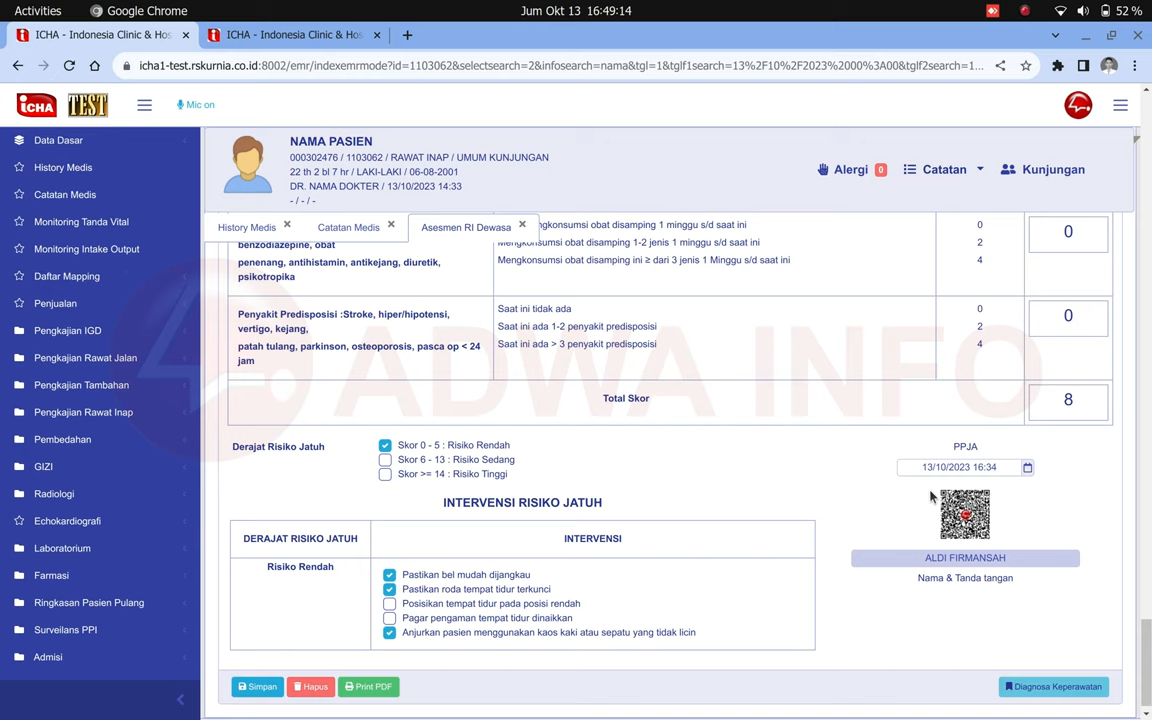 Activities
Google Chrome
Jum Okt 13 16:49:14
52 %
ICHA - Indonesia Clinic & Hos
ICHA - Indonesia Clinic & Hos
icha1-test.rskurnia.co.id:8002/emr/indexemrmode?id=1103062&selectsearch=2&infosearch=nama&tgl=1&tglf1search=13%2F10%2F2023%2000%3A00&tglf2search=1...
ICHA
TEST
Mic on
Data Dasar
History Medis
Catatan Medis
Monitoring Tanda Vital
Monitoring Intake Output
Daftar Mapping
Penjualan
Pengkajian IGD
Pengkajian Rawat Jalan
Pengkajian Tambahan
Pengkajian Rawat Inap
Pembedahan
GIZI
Radiologi
Echokardiografi
Laboratorium
Farmasi
Ringkasan Pasien Pulang
Surveilans PPI
Admisi
NAMA PASIEN
000302476 / 1103062 / RAWAT INAP / UMUM KUNJUNGAN
22 th 2 bl 7 hr / LAKI-LAKI / 06-08-2001
DR. NAMA DOKTER / 13/10/2023 14:33
- / - / -
Alergi 0
Catatan
Kunjungan
History Medis
Catatan Medis
Asesmen RI Dewasa
ngkonsumsi obat disamping 1 minggu s/d saat ini 0
0
benzodiazepine, obat
Mengkonsumsi obat disamping 1-2 jenis 1 minggu s/d saat ini 2
penenang, antihistamin, antikejang, diuretik,
psikotropika
Mengkonsumsi obat disamping ini ≥ dari 3 jenis 1 Minggu s/d saat ini 4
Penyakit Predisposisi :Stroke, hiper/hipotensi,
vertigo, kejang,
patah tulang, parkinson, osteoporosis, pasca op < 24
jam
Saat ini tidak ada 0
Saat ini ada 1-2 penyakit predisposisi 2
Saat ini ada > 3 penyakit predisposisi 4
0
ADWA INFO
Total Skor 8
Derajat Risiko Jatuh
Skor 0 - 5 : Risiko Rendah
Skor 6 - 13 : Risiko Sedang
Skor >= 14 : Risiko Tinggi
PPJA
13/10/2023 16:34
ALDI FIRMANSAH
Nama & Tanda tangan
INTERVENSI RISIKO JATUH
DERAJAT RISIKO JATUH INTERVENSI
Risiko Rendah
Pastikan bel mudah dijangkau
Pastikan roda tempat tidur terkunci
Posisikan tempat tidur pada posisi rendah
Pagar pengaman tempat tidur dinaikkan
Anjurkan pasien menggunakan kaos kaki atau sepatu yang tidak licin
Simpan
Hapus
Print PDF
Diagnosa Keperawatan